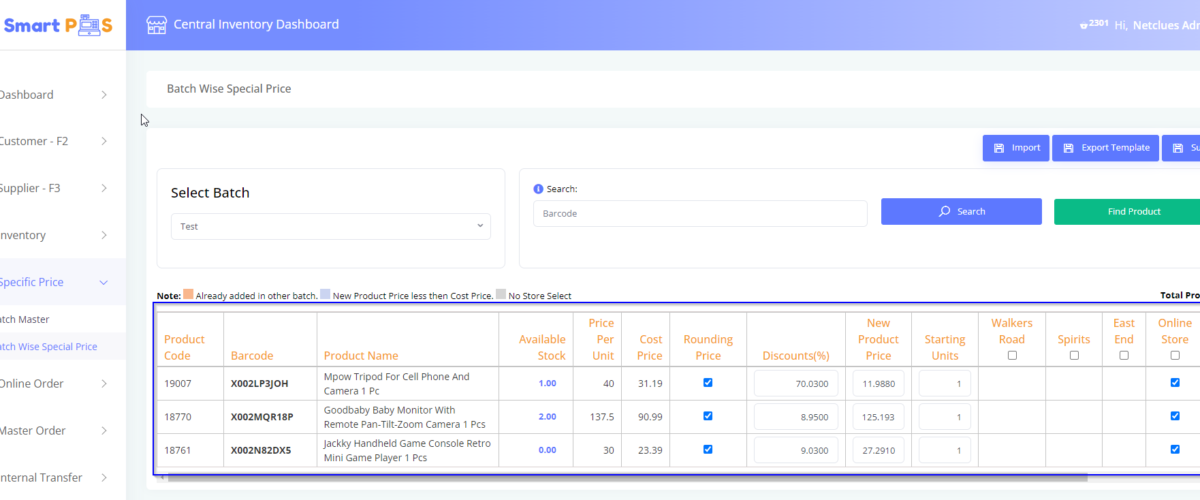 Smart POS
Central Inventory Dashboard
2301 Hi, Netclues Adr
Dashboard
Customer - F2
Supplier - F3
nventory
Specific Price
atch Master
atch Wise Special Price
Online Order
Master Order
nternal Transfer
Batch Wise Special Price
Import
Export Template
Su
Select Batch
Test
Search:
Barcode
Search
Find Product
Note: Already added in other batch. New Product Price less then Cost Price. No Store Select
Total Pro
Product Code Barcode Product Name Available Stock Price Per Unit Cost Price Rounding Price Discounts(%) New Product Price Starting Units Walkers Road Spirits East End Online Store
19007 X002LP3JOH Mpow Tripod For Cell Phone And Camera 1 Pc 1.00 40 31.19 70.0300 11.9880 1
18770 X002MQR18P Goodbaby Baby Monitor With Remote Pan-Tilt-Zoom Camera 1 Pcs 2.00 137.5 90.99 8.9500 125.193 1
18761 X002N82DX5 Jackky Handheld Game Console Retro Mini Game Player 1 Pcs 0.00 30 23.39 9.0300 27.2910 1